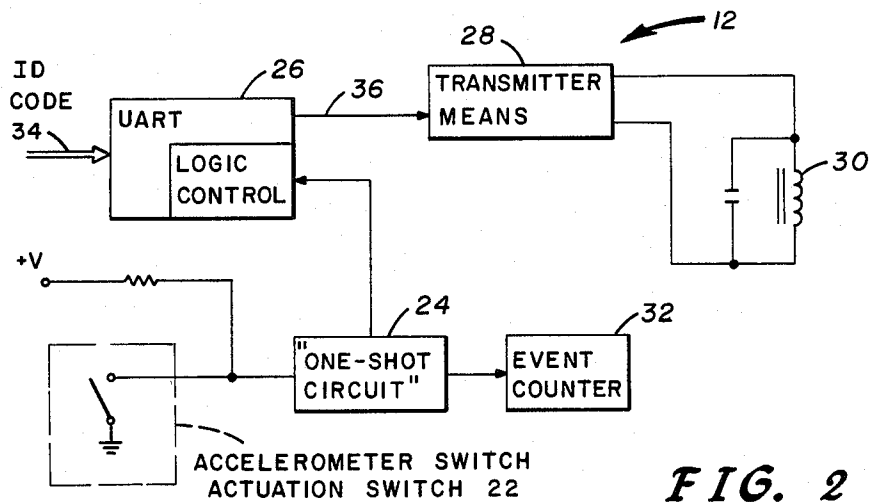 12
28
ID
CODE
34
26
36
UART
LOGIC
CONTROL
TRANSMITTER
MEANS
30
+V
24
32
"ONE-SHOT
CIRCUIT"
EVENT
COUNTER
ACCELEROMETER SWITCH
ACTUATION SWITCH 22
FIG. 2